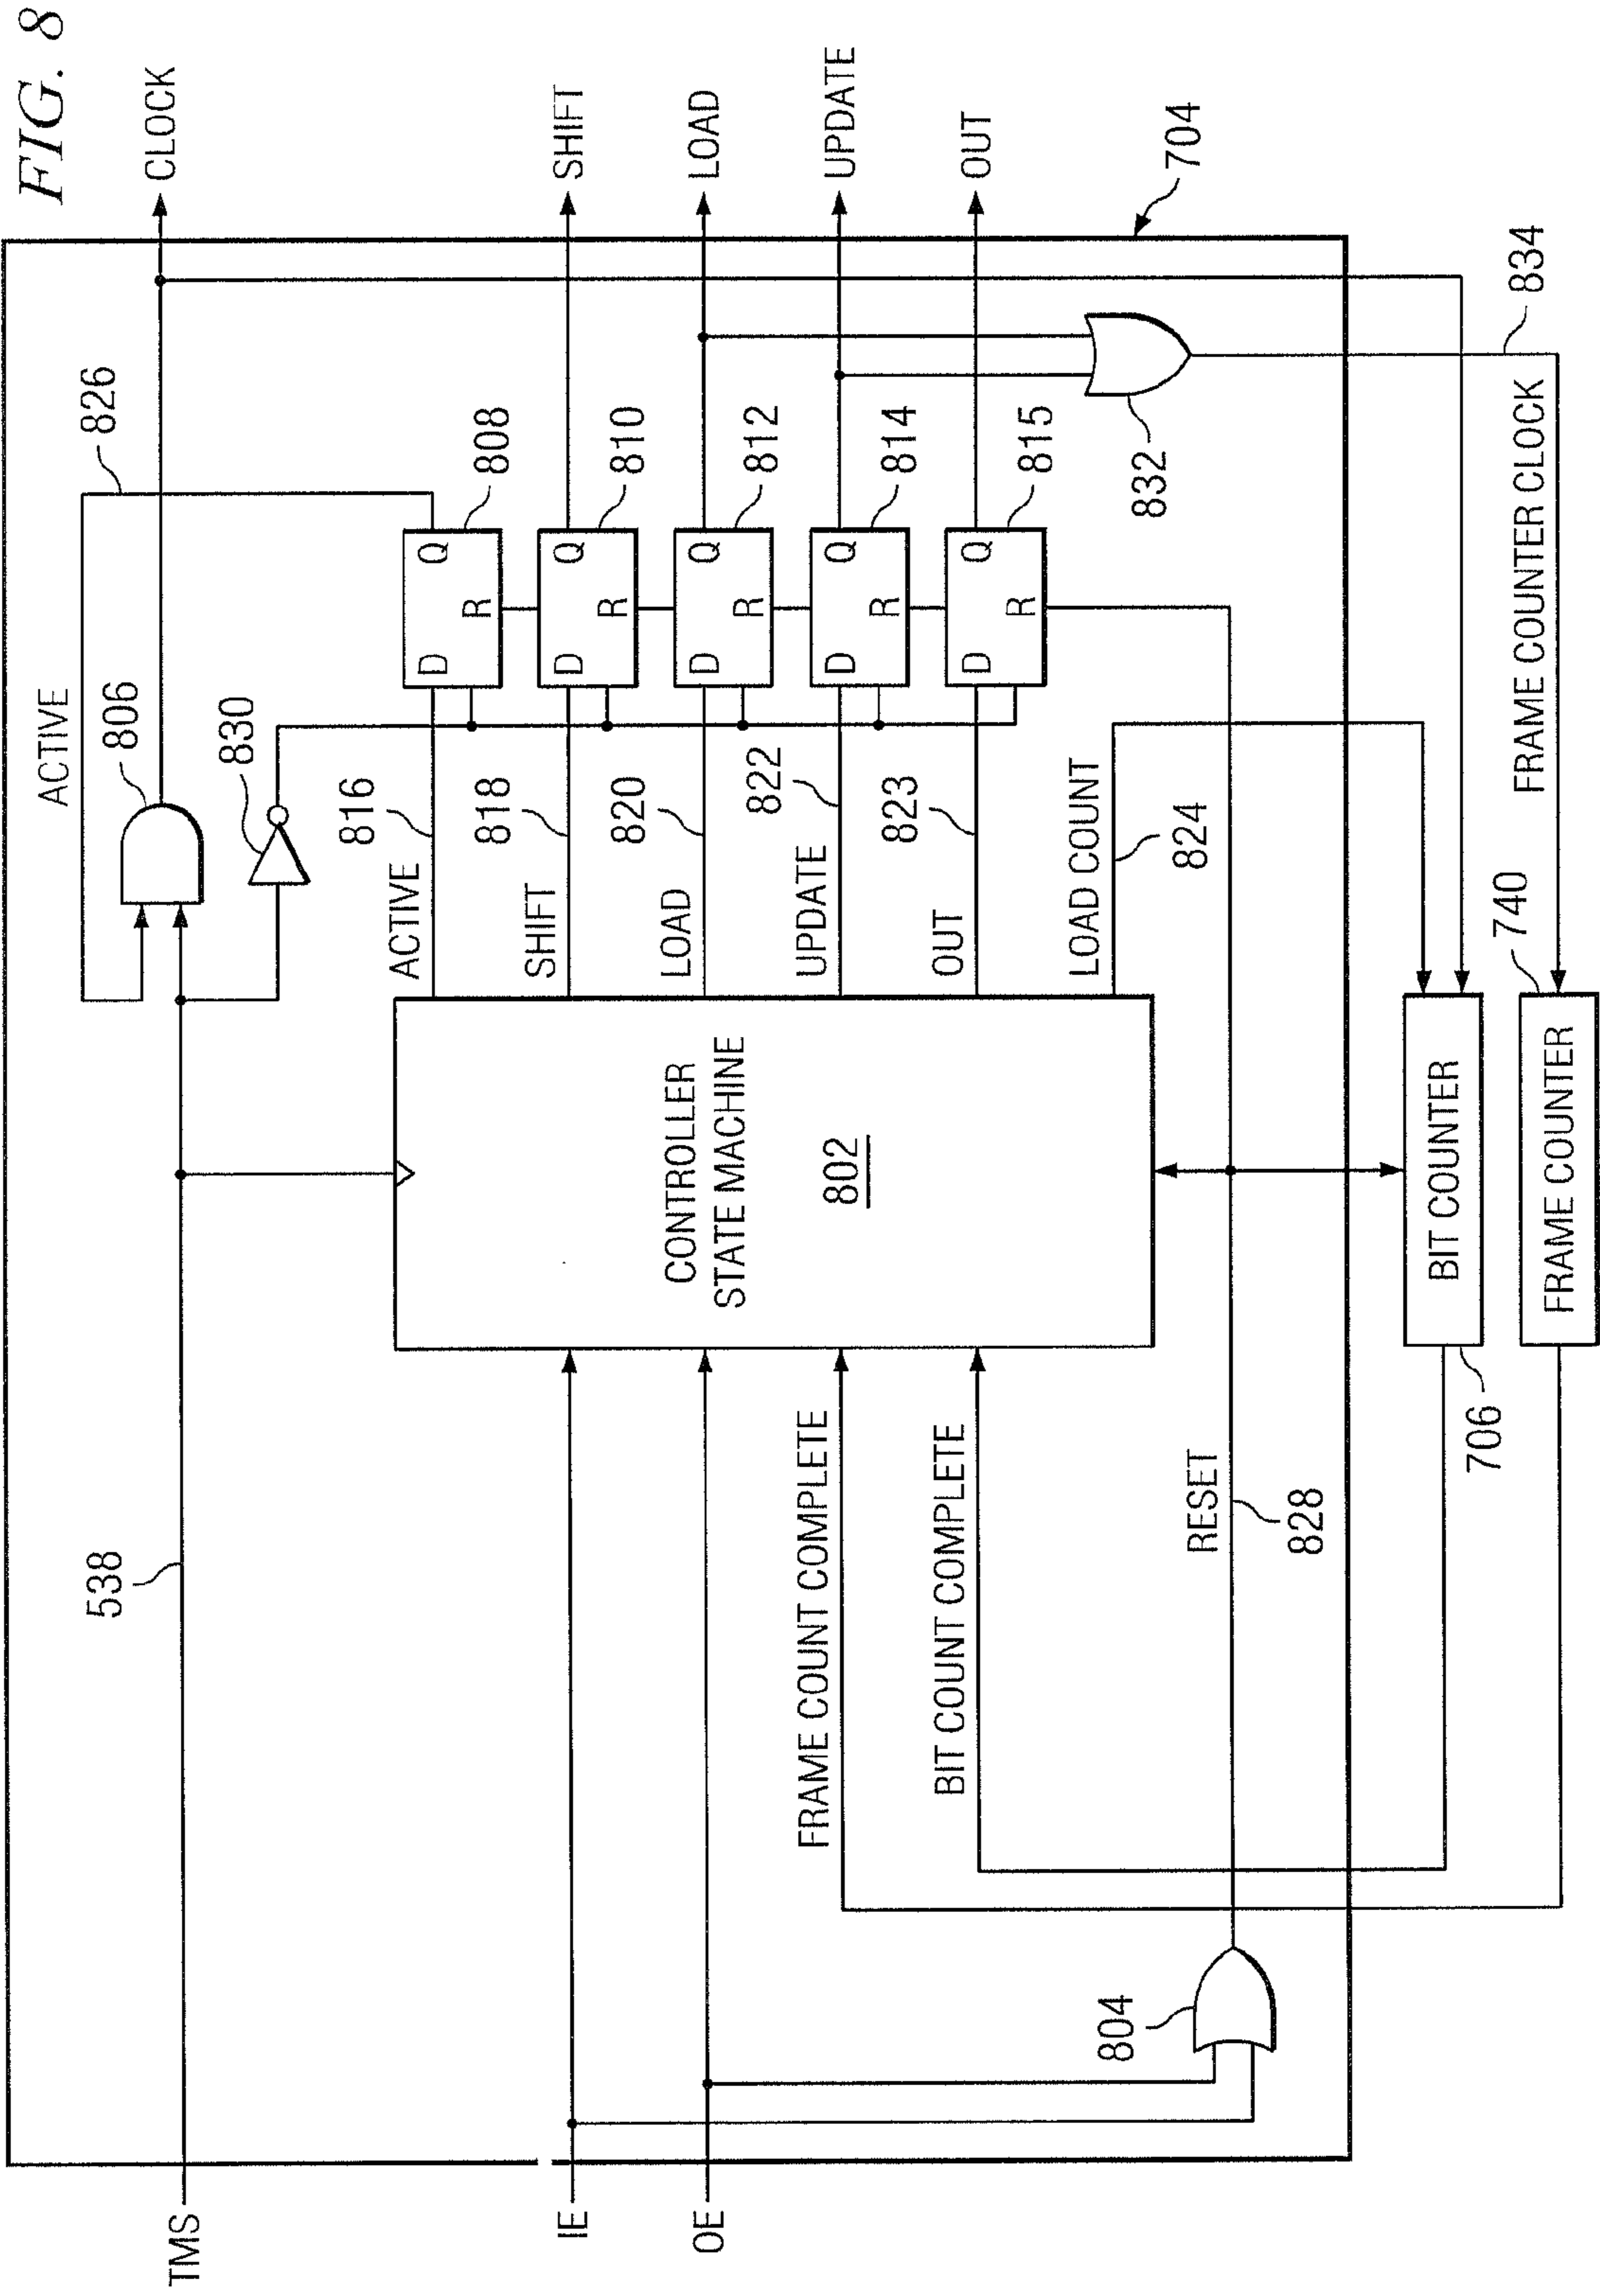 FIG. 8
CLOCK
SHIFT
LOAD
UPDATE
OUT
704
826
834
ACTIVE
806
830
Q
D
R
808
Q
D
R
810
Q
D
R
812
Q
D
R
814
Q
D
R
815
832
ACTIVE
816
SHIFT
818
LOAD
820
UPDATE
822
OUT
823
LOAD COUNT
824
FRAME COUNTER CLOCK
538
CONTROLLER
STATE MACHINE
802
BIT COUNTER
706
FRAME COUNTER
740
FRAME COUNT COMPLETE
BIT COUNT COMPLETE
RESET
828
804
TMS
IE
OE